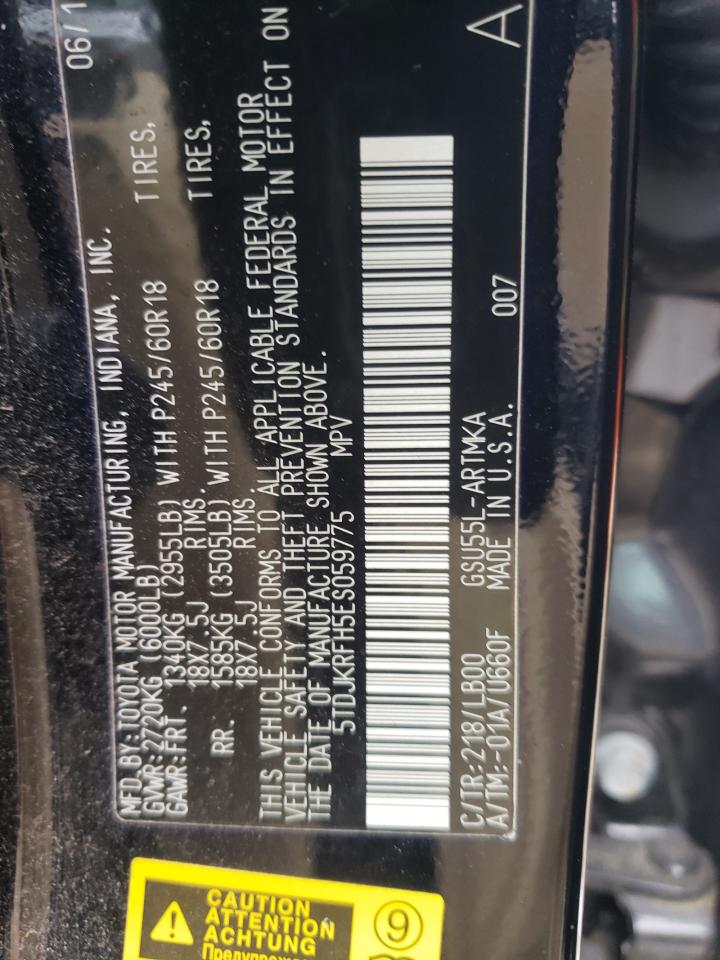 MFD.BY:TOYOTA MOTOR MANUFACTURING, INDIANA, INC. 06/1
GVWR:2720KG (6000LB)
GAWR:FRT. 1340KG (2955LB) WITH P245/60R18 TIRES,
18X7.5J RIMS.
RR. 1585KG (3505LB) WITH P245/60R18 TIRES,
18X7.5J RIMS.
THIS VEHICLE CONFORMS TO ALL APPLICABLE FEDERAL MOTOR
VEHICLE SAFETY AND THEFT PREVENTION STANDARDS IN EFFECT ON
THE DATE OF MANUFACTURE SHOWN ABOVE.
5TDJKRFH5ES059775 MPV
C/TR:218/LB00 GSU55L-ARTMKA
A/TM:-01A/U660F MADE IN U.S.A. 007 A
CAUTION
ATTENTION
ACHTUNG
9